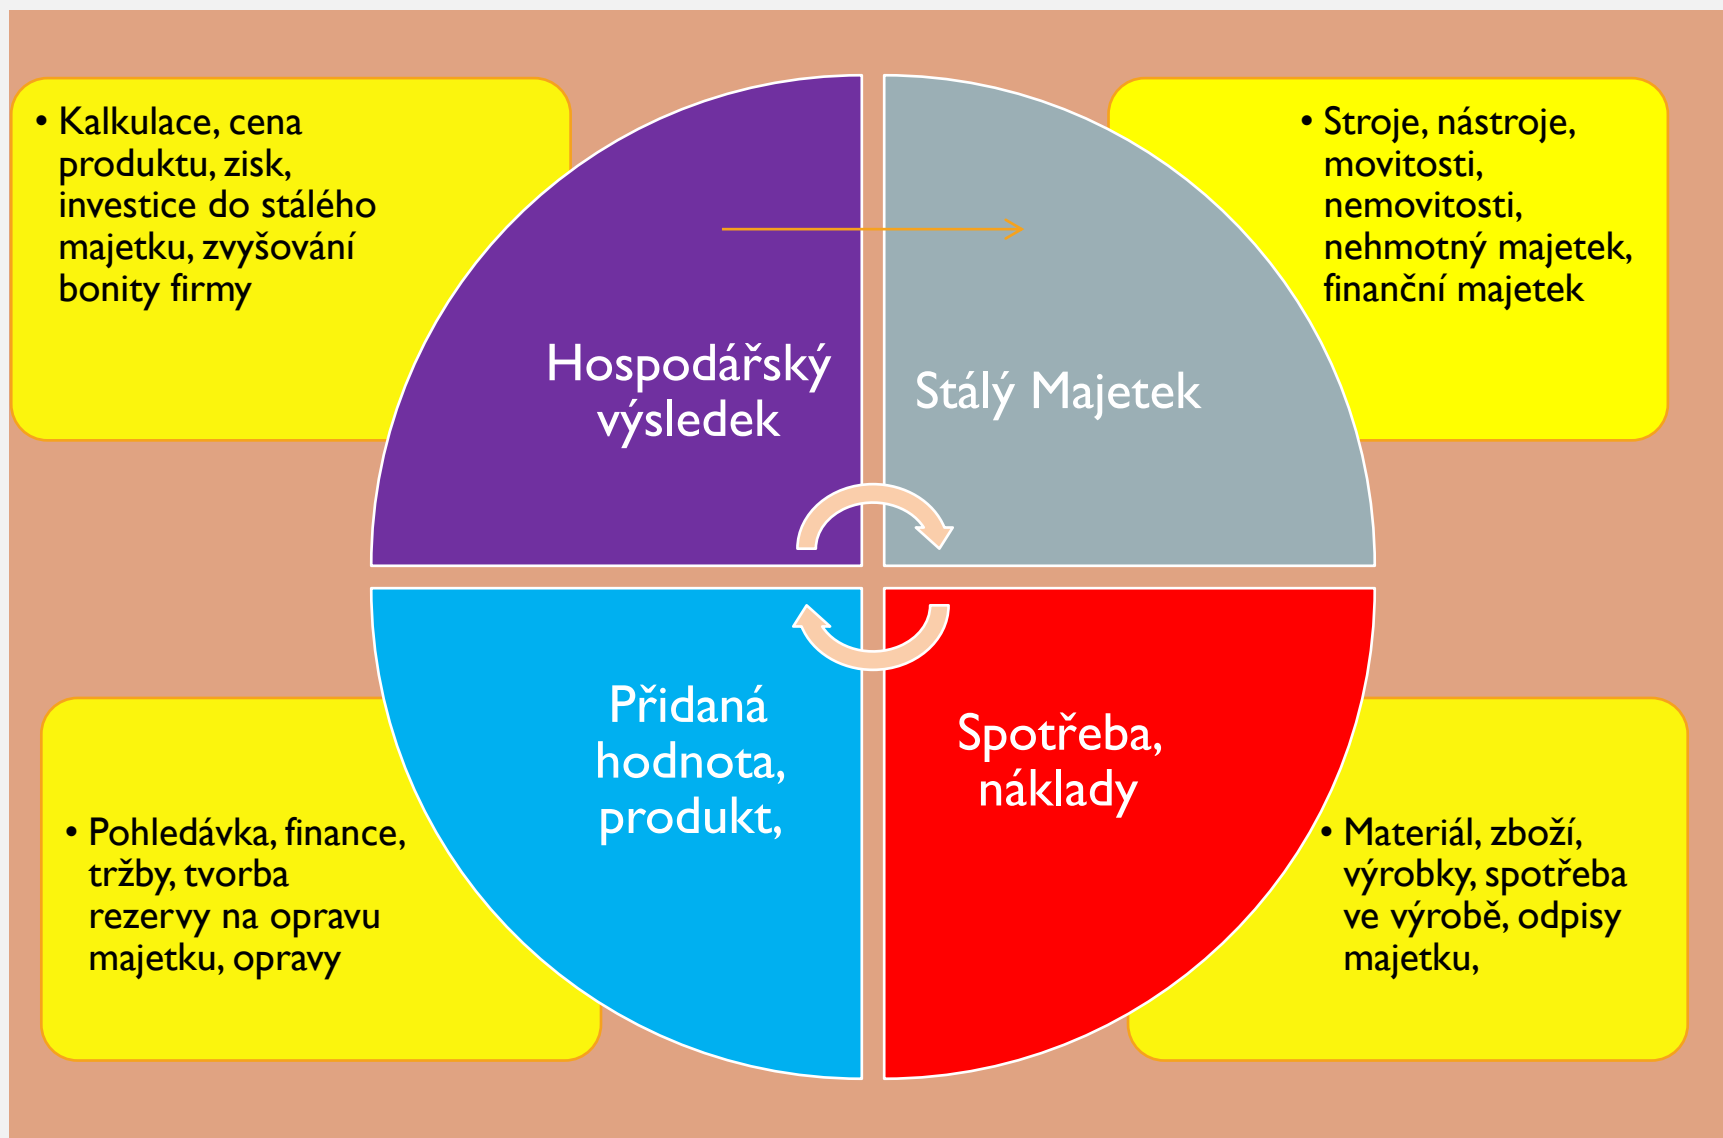 • Kalkulace, cena
produktu, zisk,
investice do stálého
majetku, zvyšování
bonity firmy
• Stroje, nástroje,
movitosti,
nemovitosti,
nehmotný majetek,
finanční majetek
Hospodářský
výsledek
Stálý Majetek
Přidaná
hodnota,
produkt,
Spotřeba,
náklady
• Pohledávka, finance,
tržby, tvorba
rezervy na opravu
majetku, opravy
• Materiál, zboží,
výrobky, spotřeba
ve výrobě, odpisy
majetku,